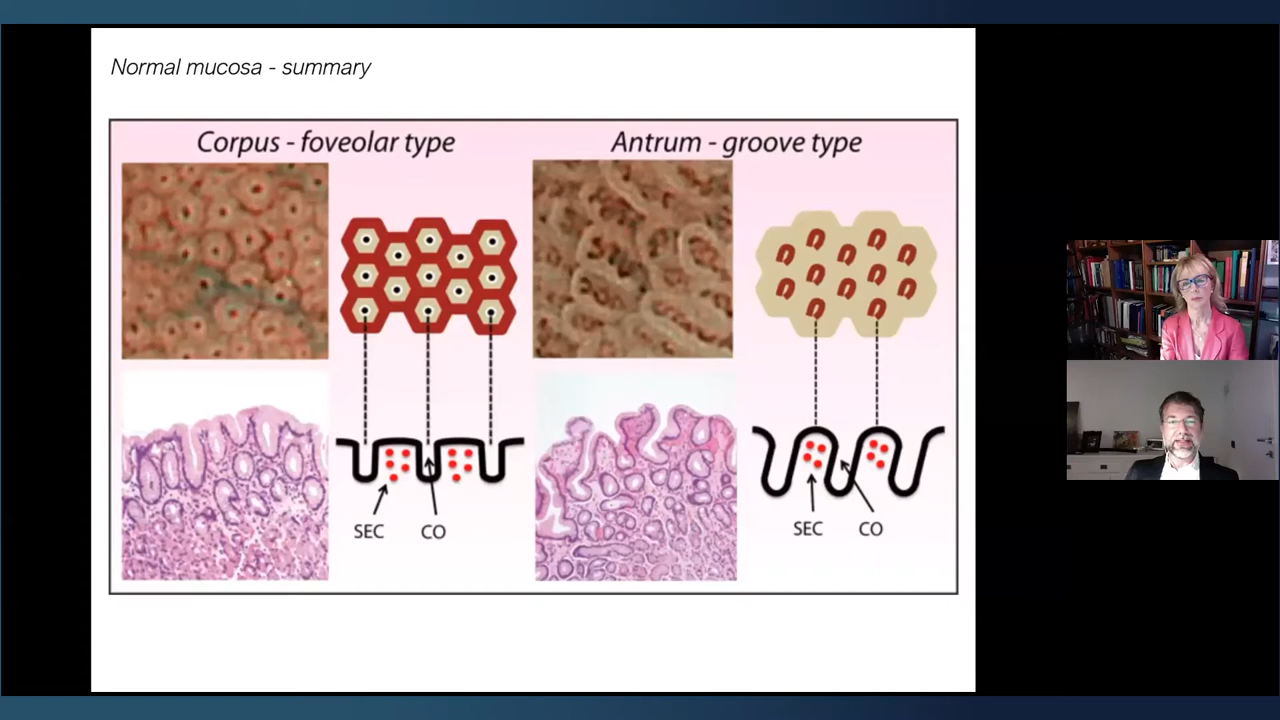 Normal mucosa - summary
Corpus - foveolar type
Antrum - groove type
SEC
CO
SEC
CO